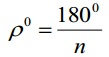 ρ⁰ = 180⁰ / n